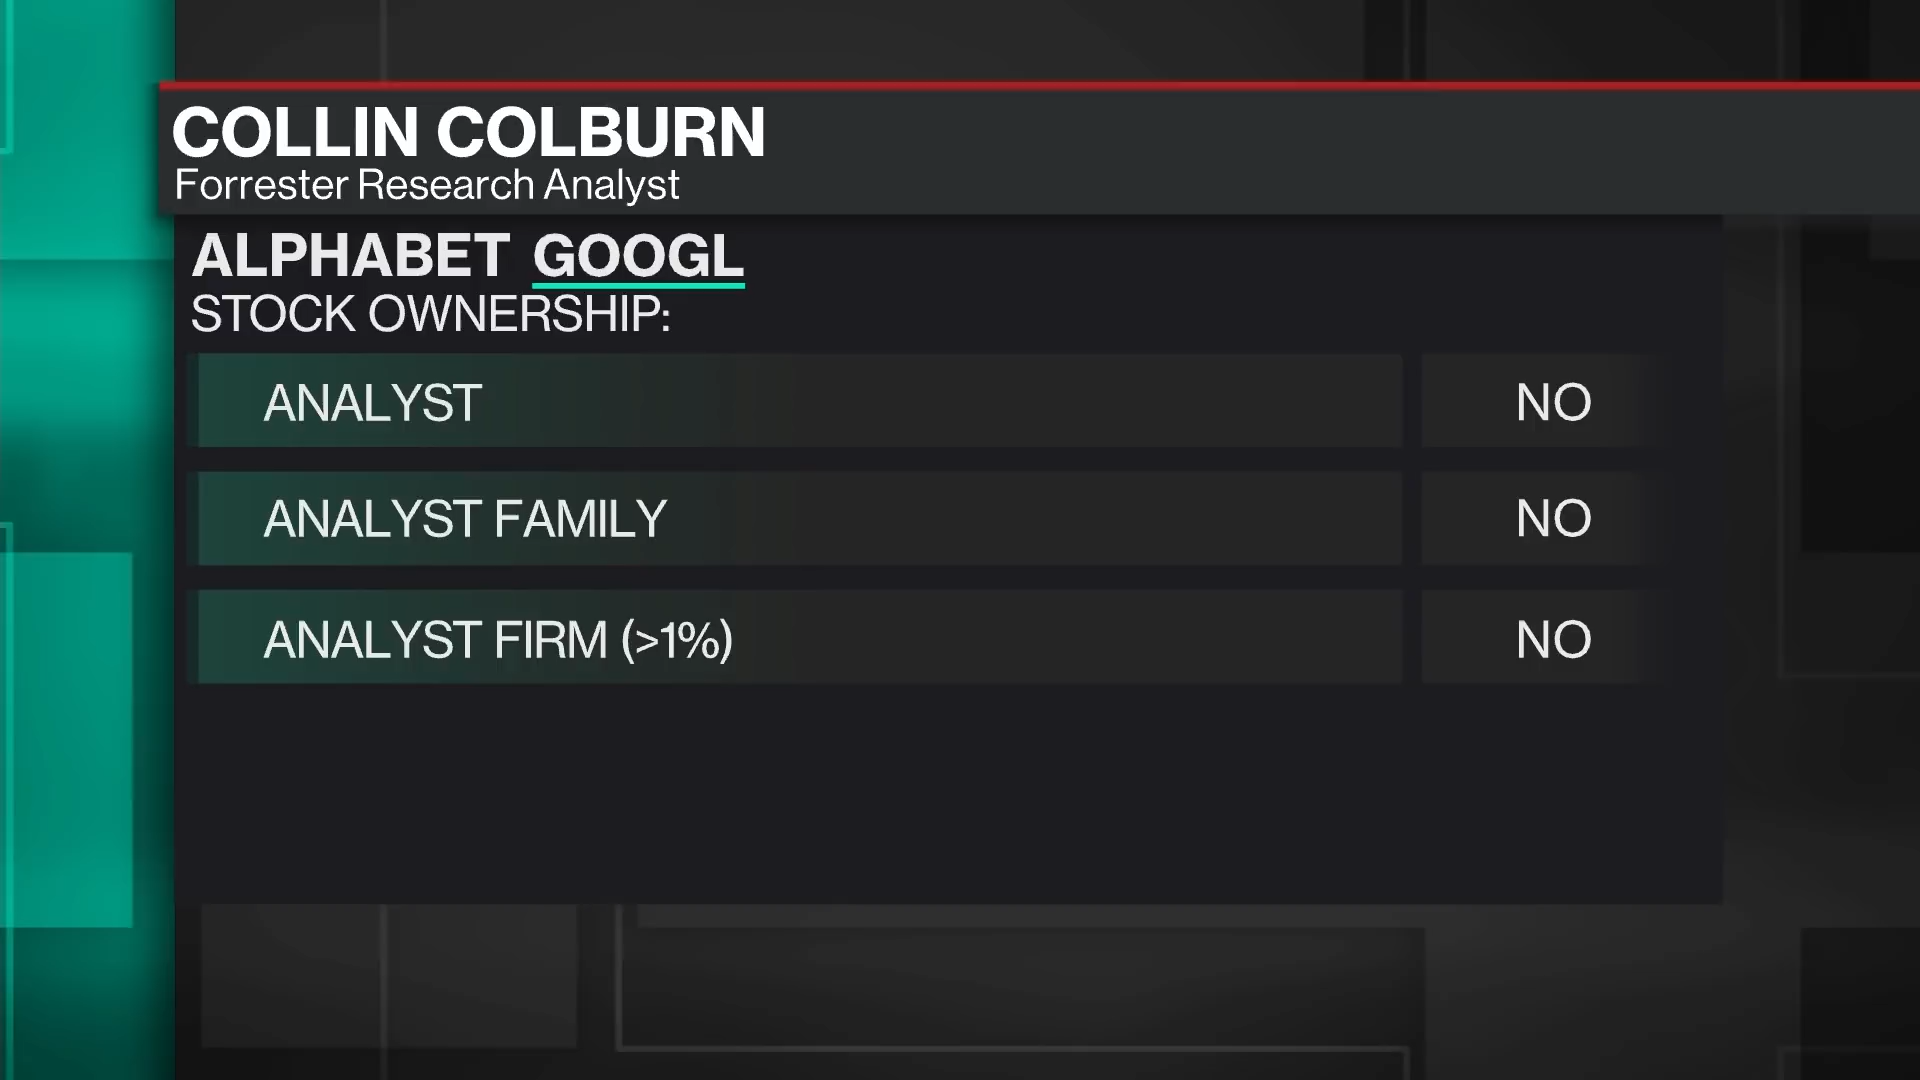 COLLIN COLBURN
Forrester Research Analyst
ALPHABET GOOGL
STOCK OWNERSHIP:
ANALYST NO
ANALYST FAMILY NO
ANALYST FIRM (>1%) NO